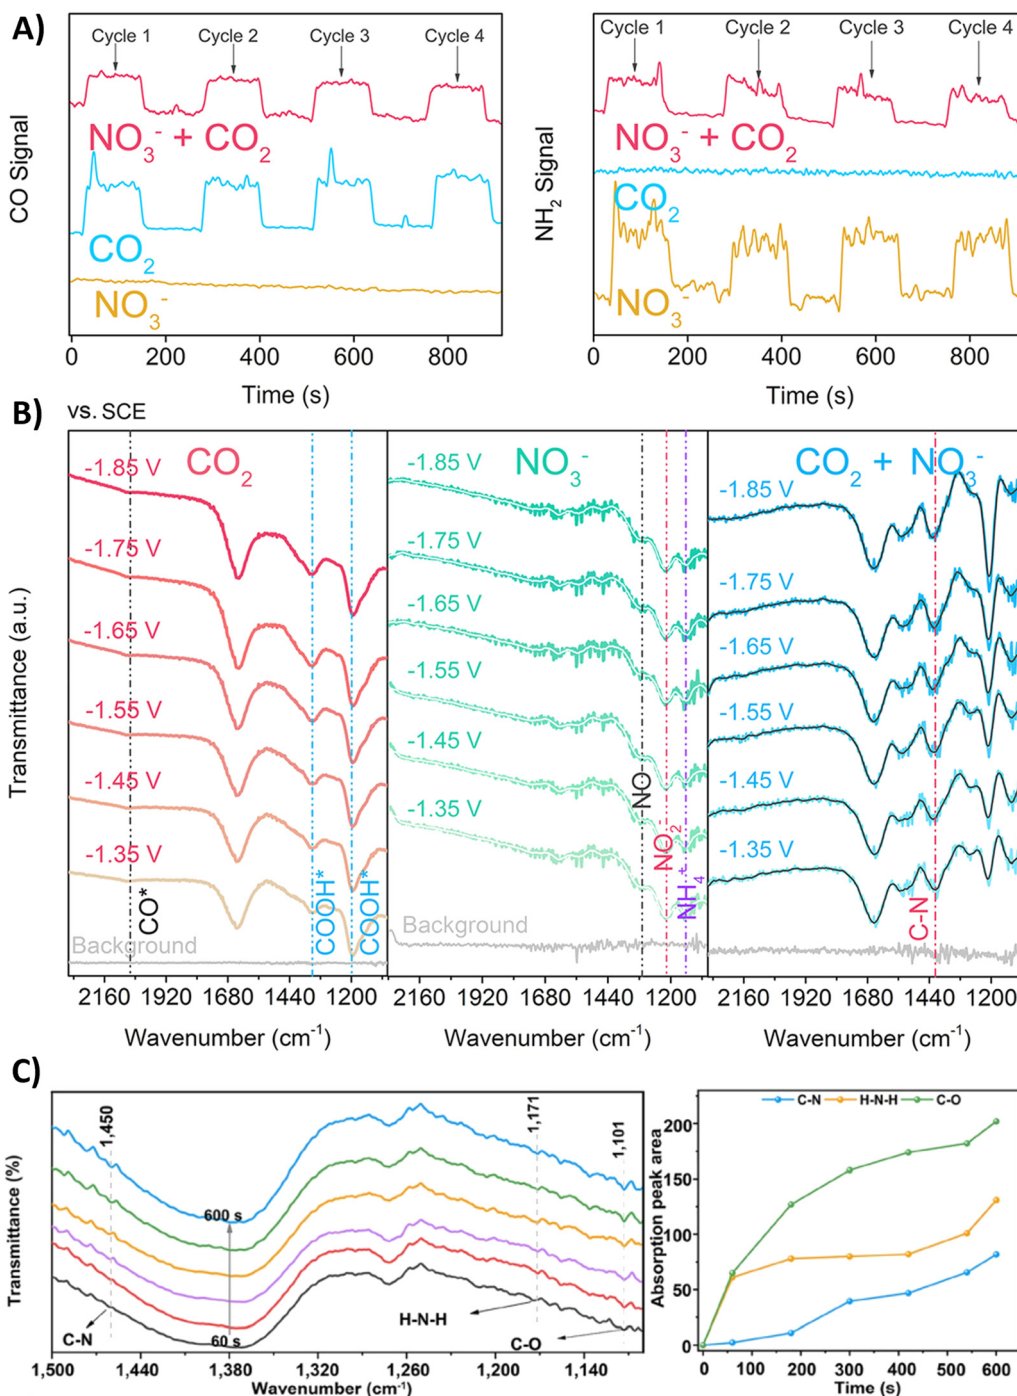 A)
Cycle 1 Cycle 2 Cycle 3 Cycle 4
NO₃⁻ + CO₂
CO₂
NO₃⁻
CO Signal
0 200 400 600 800
Time (s)
Cycle 1 Cycle 2 Cycle 3 Cycle 4
NO₃⁻ + CO₂
CO₂
NO₃⁻
NH₂ Signal
0 200 400 600 800
Time (s)
B)
vs. SCE
Transmittance (a.u.)
CO₂
-1.85 V
-1.75 V
-1.65 V
-1.55 V
-1.45 V
-1.35 V
Background
CO*
COOH*
COOH*
2160 1920 1680 1440 1200
Wavenumber (cm⁻¹)
NO₃⁻
-1.85 V
-1.75 V
-1.65 V
-1.55 V
-1.45 V
-1.35 V
Background
NO
NO₂⁻
NH₄⁺
2160 1920 1680 1440 1200
Wavenumber (cm⁻¹)
CO₂ + NO₃⁻
-1.85 V
-1.75 V
-1.65 V
-1.55 V
-1.45 V
-1.35 V
C-N
2160 1920 1680 1440 1200
Wavenumber (cm⁻¹)
C)
Transmittance (%)
1,450
1,171
1,101
600 s
60 s
C-N
H-N-H
C-O
1,500 1,440 1,380 1,320 1,260 1,200 1,140
Wavenumber (cm⁻¹)
C-N H-N-H C-O
Absorption peak area
200
150
100
50
0
0 100 200 300 400 500 600
Time (s)